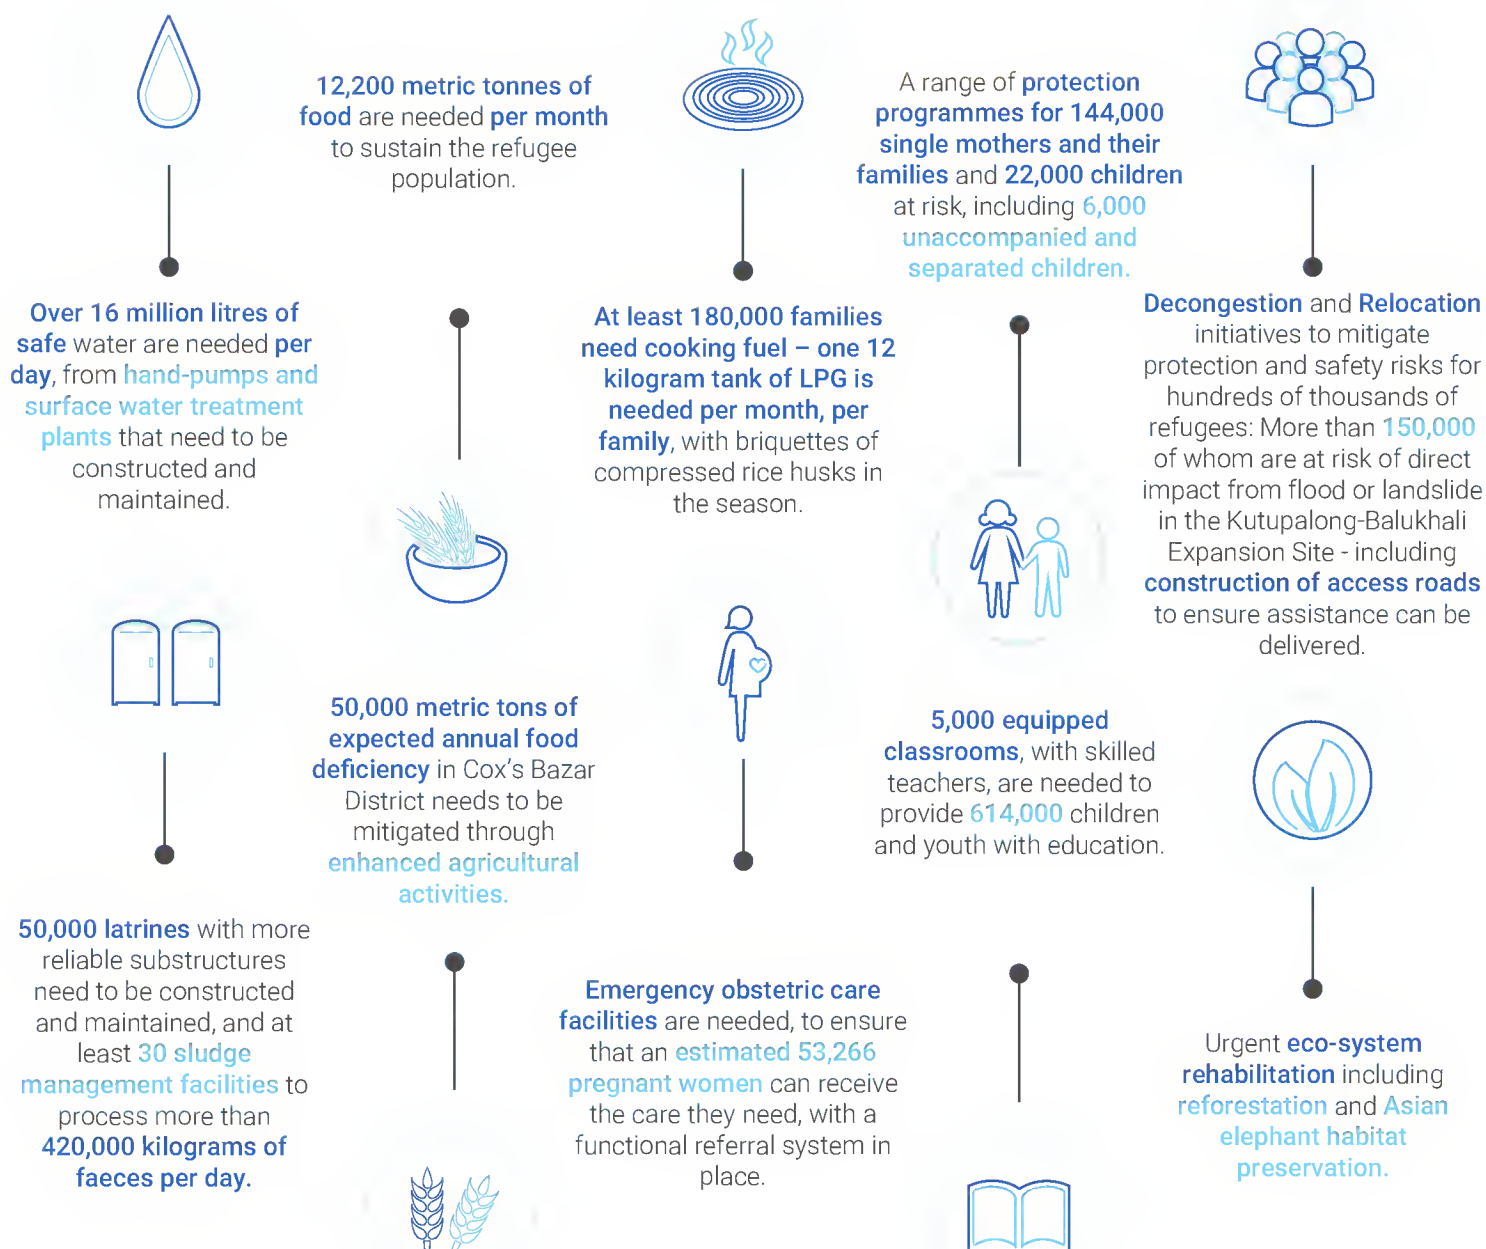 Over 16 million litres of
safe water are needed per
day, from hand-pumps and
surface water treatment
plants that need to be
constructed and
maintained.
50,000 latrines with more
reliable substructures
need to be constructed
and maintained, and at
least 30 sludge
management facilities to
process more than
420,000 kilograms of
faeces per day.
12,200 metric tonnes of
food are needed per month
to sustain the refugee
population.
50,000 metric tons of
expected annual food
deficiency in Cox's Bazar
District needs to be
mitigated through
enhanced agricultural
activities.
At least 180,000 families
need cooking fuel – one 12
kilogram tank of LPG is
needed per month, per
family, with briquettes of
compressed rice husks in
the season.
Emergency obstetric care
facilities are needed, to ensure
that an estimated 53,266
pregnant women can receive
the care they need, with a
functional referral system in
place.
A range of protection
programmes for 144,000
single mothers and their
families and 22,000 children
at risk, including 6,000
unaccompanied and
separated children.
5,000 equipped
classrooms, with skilled
teachers, are needed to
provide 614,000 children
and youth with education.
Decongestion and Relocation
initiatives to mitigate
protection and safety risks for
hundreds of thousands of
refugees: More than 150,000
of whom are at risk of direct
impact from flood or landslide
in the Kutupalong-Balukhali
Expansion Site - including
construction of access roads
to ensure assistance can be
delivered.
Urgent eco-system
rehabilitation including
reforestation and Asian
elephant habitat
preservation.